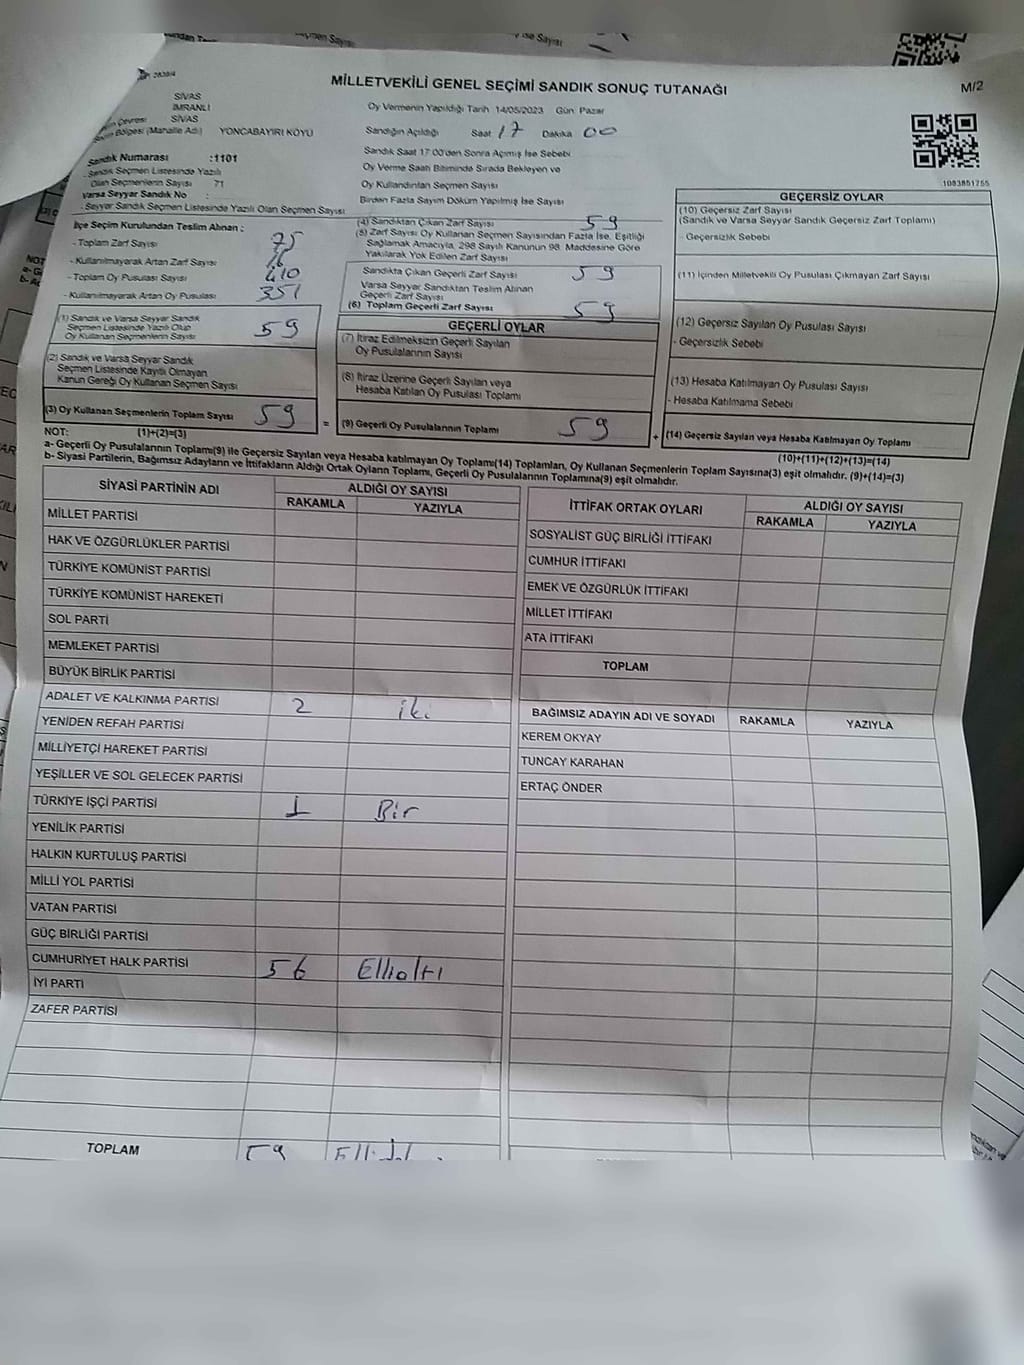 MİLLETVEKİLİ GENEL SEÇİMİ SANDIK SONUÇ TUTANAĞI
M/2
SİVAS
İMRANLI
Çevresi SİVAS
Bölgesi (Mahalle Adı) YONCABAYIRI KÖYÜ
Sandık Numarası :1101
Sandık Seçmen Listesinde Yazılı
Olan Seçmenlerin Sayısı 71
Varsa Seyyar Sandık No :
Seyyar Sandık Seçmen Listesinde Yazılı Olan Seçmen Sayısı
Oy Vermenin Yapıldığı Tarih 14/05/2023 Gün: Pazar
Sandığın Açıldığı Saat 17 Dakika 00
Sandık Saat 17:00'den Sonra Açılmış İse Sebebi
Oy Verme Saati Bitiminde Sırada Bekleyen ve
Oy Kullandırılan Seçmen Sayısı
Birden Fazla Sayım Döküm Yapılmış İse Sayısı
1083851755
İlçe Seçim Kurulundan Teslim Alınan :
- Toplam Zarf Sayısı 75
- Kullanılmayarak Artan Zarf Sayısı 16
- Toplam Oy Pusulası Sayısı 410
- Kullanılmayarak Artan Oy Pusulası 351
(4) Sandıktan Çıkan Zarf Sayısı 59
(5) Zarf Sayısı Oy Kullanan Seçmen Sayısından Fazla İse, Eşitliği
Sağlamak Amacıyla, 298 Sayılı Kanunun 98. Maddesine Göre
Yakılarak Yok Edilen Zarf Sayısı
Sandıkta Çıkan Geçerli Zarf Sayısı 59
Varsa Seyyar Sandıktan Teslim Alınan
Geçerli Zarf Sayısı
(6) Toplam Geçerli Zarf Sayısı 59
GEÇERSİZ OYLAR
(10) Geçersiz Zarf Sayısı
(Sandık ve Varsa Seyyar Sandık Geçersiz Zarf Toplamı)
- Geçersizlik Sebebi
(11) İçinden Milletvekili Oy Pusulası Çıkmayan Zarf Sayısı
(12) Geçersiz Sayılan Oy Pusulası Sayısı
- Geçersizlik Sebebi
(13) Hesaba Katılmayan Oy Pusulası Sayısı
- Hesaba Katılmama Sebebi
(14) Geçersiz Sayılan veya Hesaba Katılmayan Oy Toplamı
(1) Sandık ve Varsa Seyyar Sandık
Seçmen Listesinde Yazılı Olup
Oy Kullanan Seçmenlerin Sayısı 59
(2) Sandık ve Varsa Seyyar Sandık
Seçmen Listesinde Kayıtlı Olmayan
Kanun Gereği Oy Kullanan Seçmen Sayısı
(3) Oy Kullanan Seçmenlerin Toplam Sayısı 59
=
GEÇERLİ OYLAR
(7) İtiraz Edilmeksizin Geçerli Sayılan
Oy Pusulalarının Sayısı
(8) İtiraz Üzerine Geçerli Sayılan veya
Hesaba Katılan Oy Pusulası Toplamı
(9) Geçerli Oy Pusulalarının Toplamı 59
+
NOT: (1)+(2)=(3)
(10)+(11)+(12)+(13)=(14)
a- Geçerli Oy Pusulalarının Toplamı(9) ile Geçersiz Sayılan veya Hesaba katılmayan Oy Toplamı(14) Toplamları, Oy Kullanan Seçmenlerin Toplam Sayısına(3) eşit olmalıdır. (9)+(14)=(3)
b- Siyasi Partilerin, Bağımsız Adayların ve İttifakların Aldığı Ortak Oyların Toplamı, Geçerli Oy Pusulalarının Toplamına(9) eşit olmalıdır.
SİYASİ PARTİNİN ADI
ALDIĞI OY SAYISI
RAKAMLA YAZIYLA
MİLLET PARTİSİ
HAK VE ÖZGÜRLÜKLER PARTİSİ
TÜRKİYE KOMÜNİST PARTİSİ
TÜRKİYE KOMÜNİST HAREKETİ
SOL PARTİ
MEMLEKET PARTİSİ
BÜYÜK BİRLİK PARTİSİ
ADALET VE KALKINMA PARTİSİ 2 iki
YENİDEN REFAH PARTİSİ
MİLLİYETÇİ HAREKET PARTİSİ
YEŞİLLER VE SOL GELECEK PARTİSİ
TÜRKİYE İŞÇİ PARTİSİ 1 Bir
YENİLİK PARTİSİ
HALKIN KURTULUŞ PARTİSİ
MİLLİ YOL PARTİSİ
VATAN PARTİSİ
GÜÇ BİRLİĞİ PARTİSİ
CUMHURİYET HALK PARTİSİ 56 Ellialtı
İYİ PARTİ
ZAFER PARTİSİ
TOPLAM 59
İTTİFAK ORTAK OYLARI
ALDIĞI OY SAYISI
RAKAMLA YAZIYLA
SOSYALİST GÜÇ BİRLİĞİ İTTİFAKI
CUMHUR İTTİFAKI
EMEK VE ÖZGÜRLÜK İTTİFAKI
MİLLET İTTİFAKI
ATA İTTİFAKI
TOPLAM
BAĞIMSIZ ADAYIN ADI VE SOYADI RAKAMLA YAZIYLA
KEREM OKYAY
TUNCAY KARAHAN
ERTAÇ ÖNDER